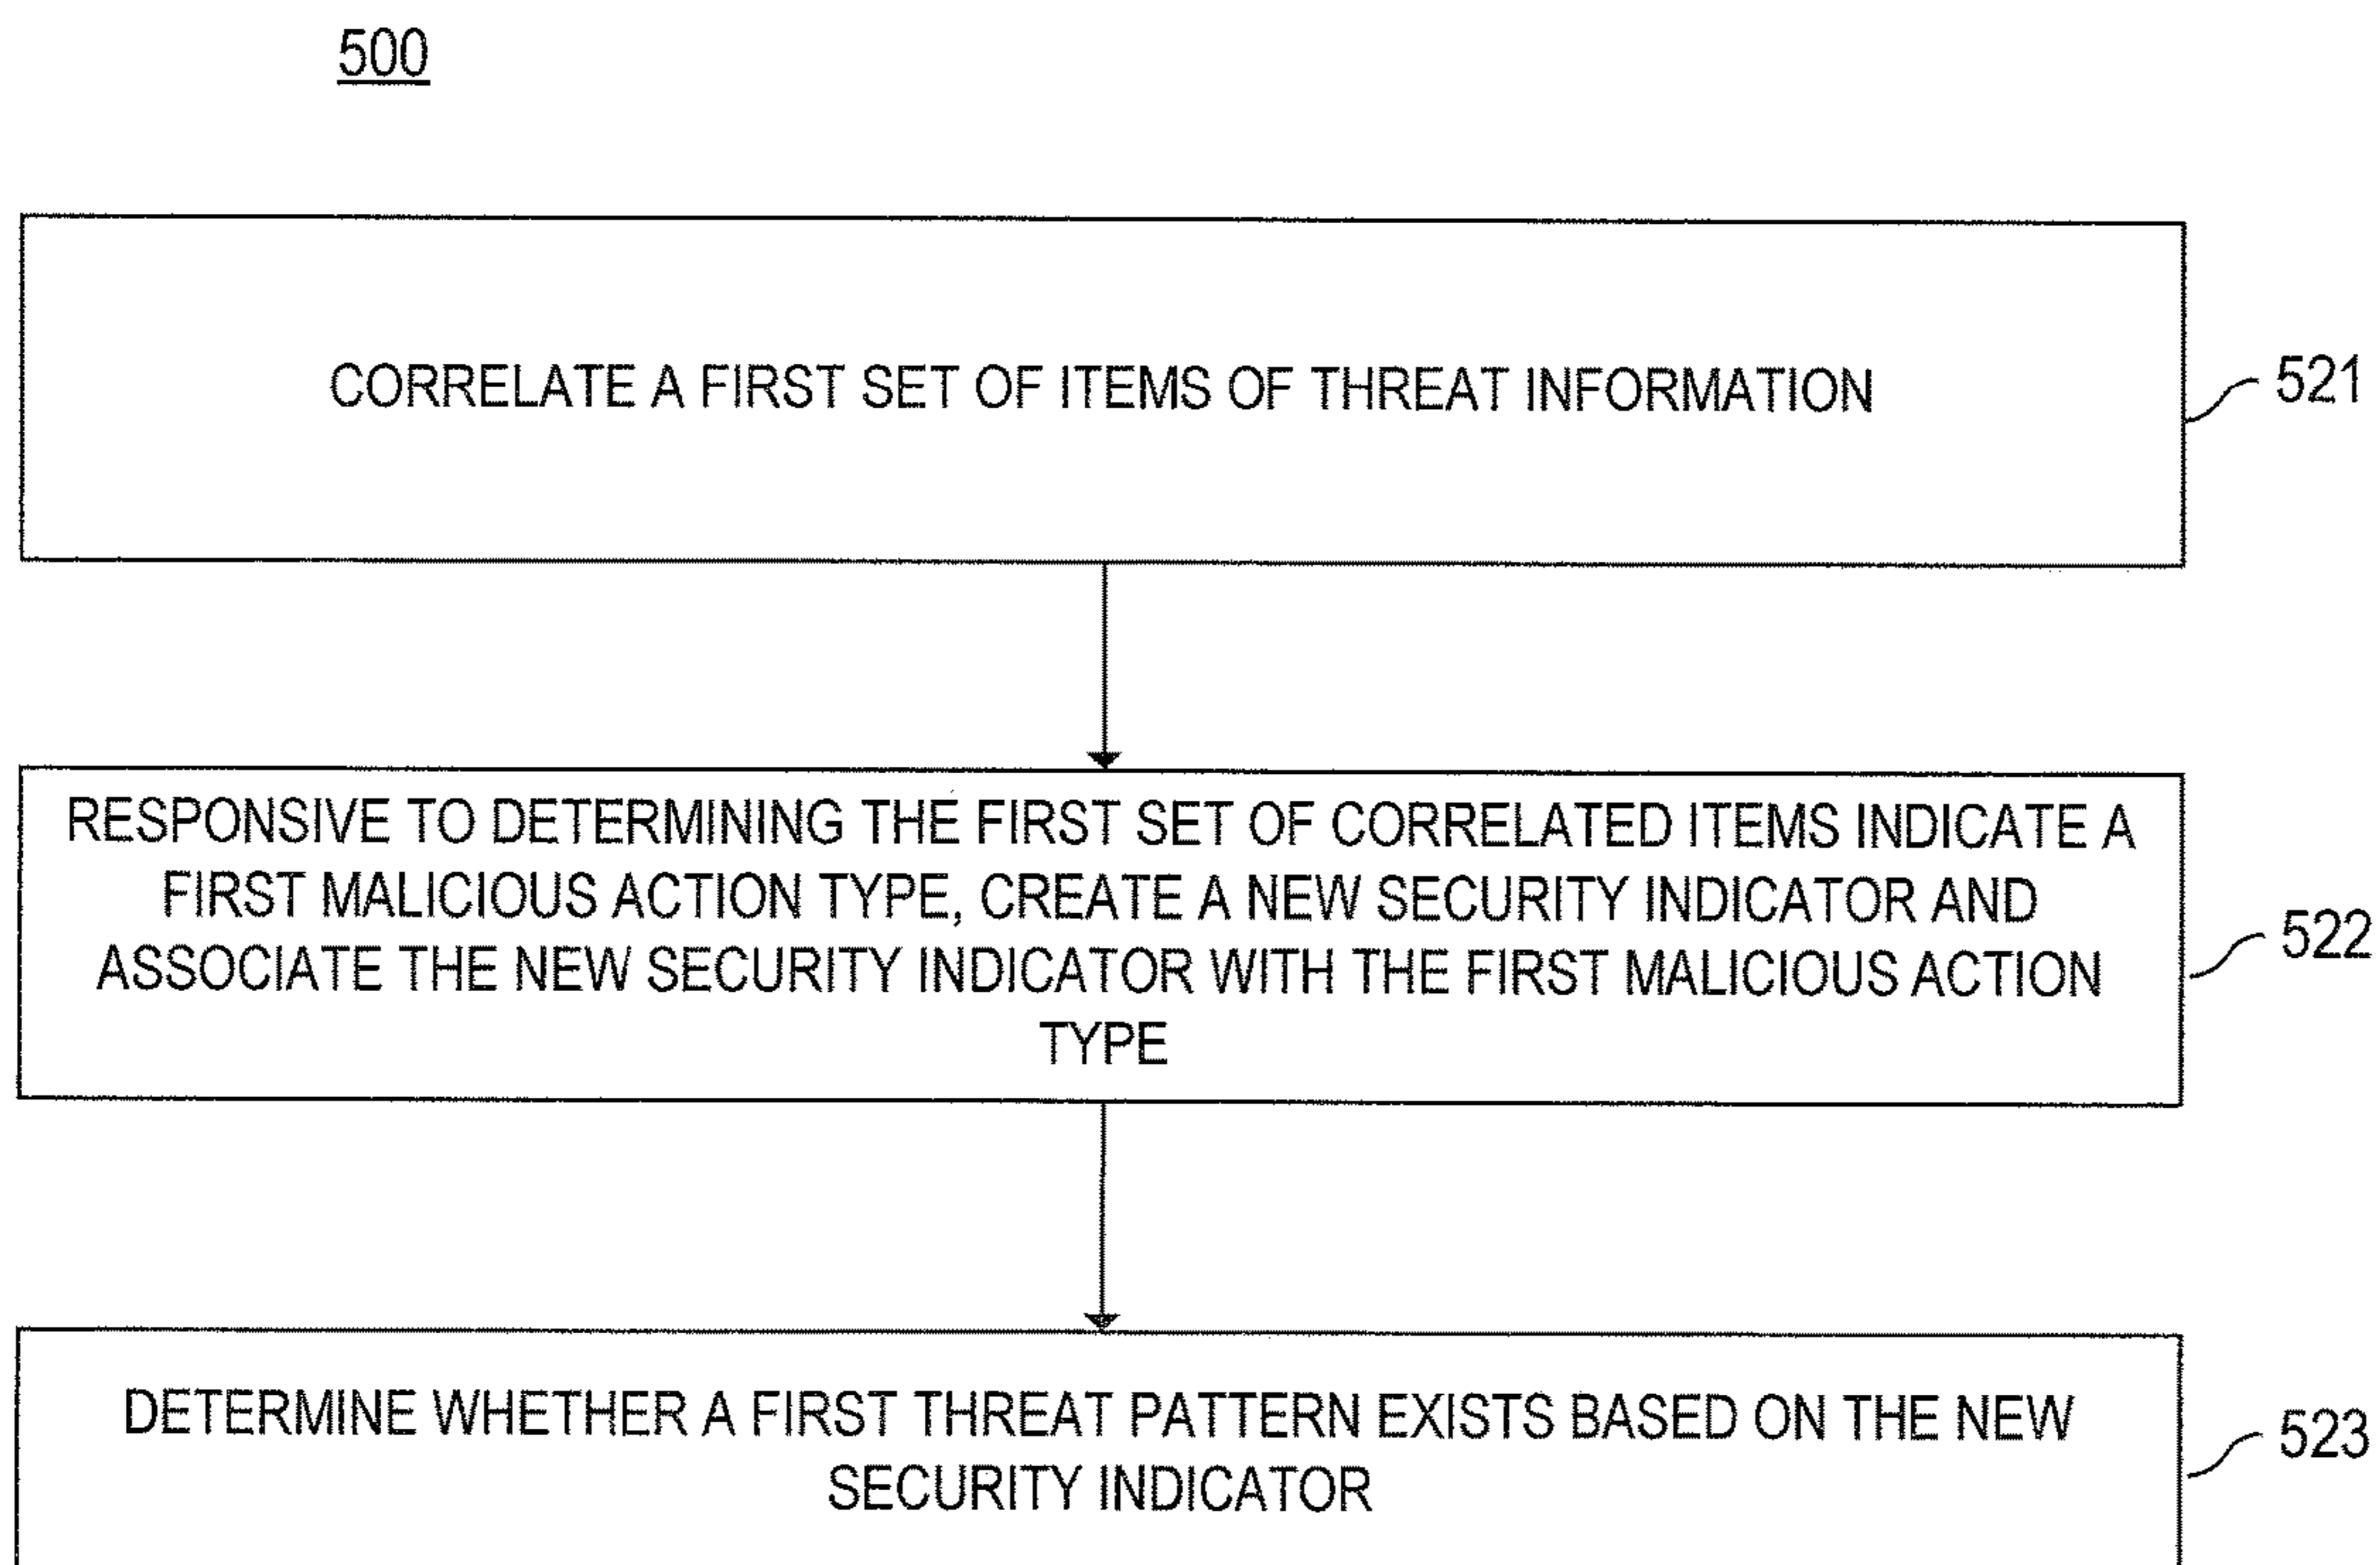 500
CORRELATE A FIRST SET OF ITEMS OF THREAT INFORMATION
521
RESPONSIVE TO DETERMINING THE FIRST SET OF CORRELATED ITEMS INDICATE A
FIRST MALICIOUS ACTION TYPE, CREATE A NEW SECURITY INDICATOR AND
ASSOCIATE THE NEW SECURITY INDICATOR WITH THE FIRST MALICIOUS ACTION
TYPE
522
DETERMINE WHETHER A FIRST THREAT PATTERN EXISTS BASED ON THE NEW
SECURITY INDICATOR
523